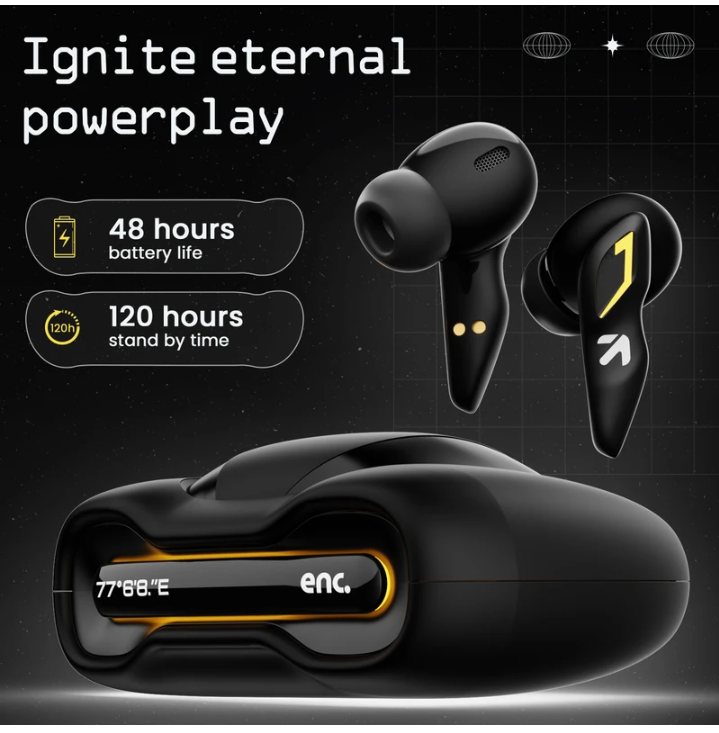 Ignite eternal
powerplay
48 hours
battery life
120h
120 hours
stand by time
77°6'8."E
enc.